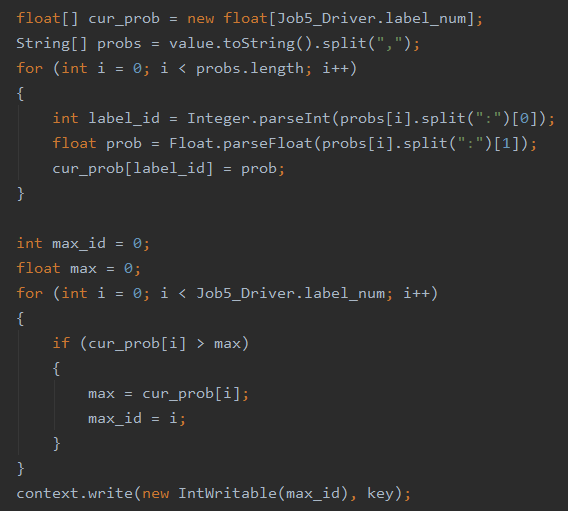 float[] cur_prob = new float[Job5_Driver.label_num];
String[] probs = value.toString().split(",");
for (int i = 0; i < probs.length; i++)
{
    int label_id = Integer.parseInt(probs[i].split(":")[0]);
    float prob = Float.parseFloat(probs[i].split(":")[1]);
    cur_prob[label_id] = prob;
}

int max_id = 0;
float max = 0;
for (int i = 0; i < Job5_Driver.label_num; i++)
{
    if (cur_prob[i] > max)
    {
        max = cur_prob[i];
        max_id = i;
    }
}
context.write(new IntWritable(max_id), key);